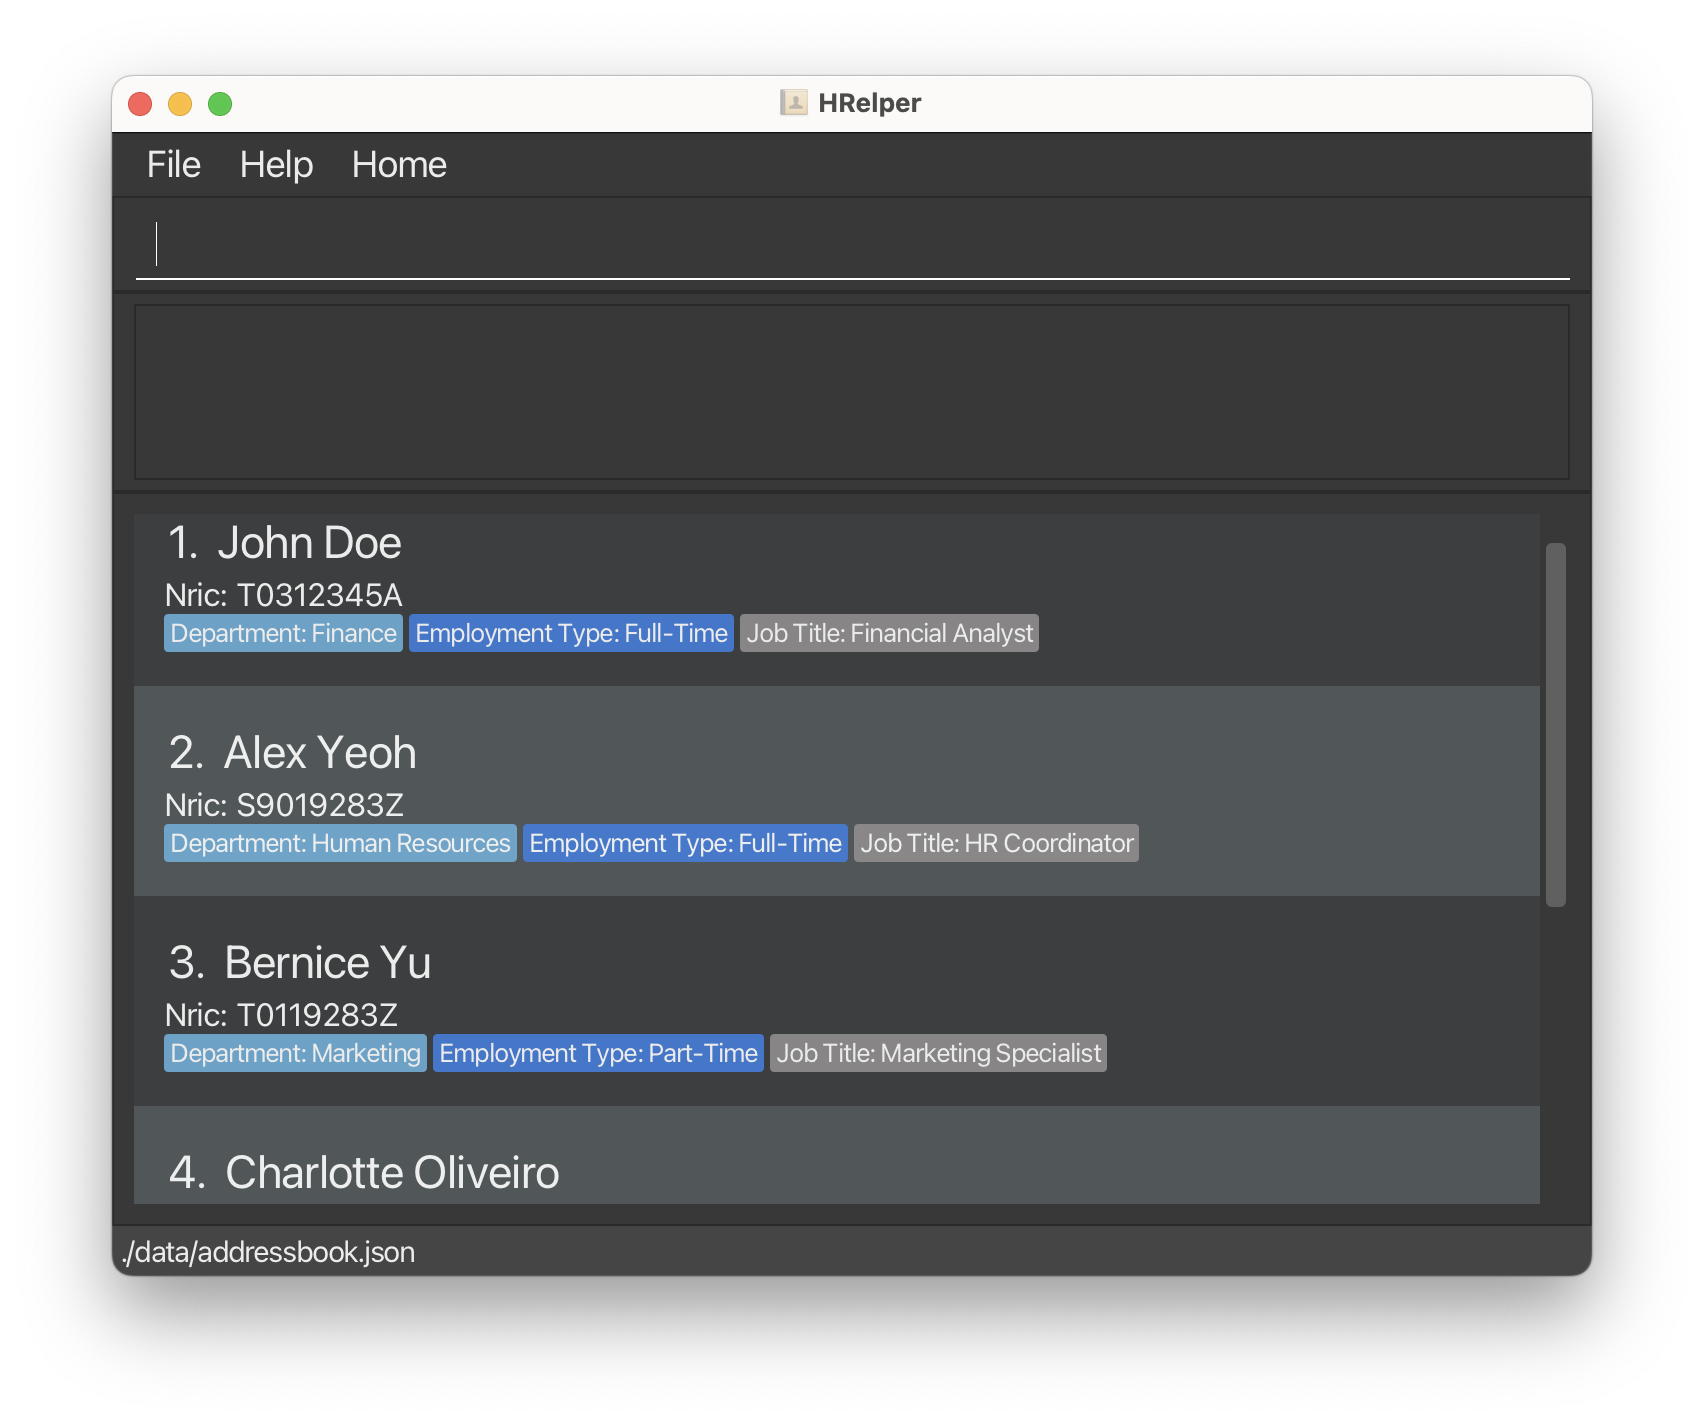 HRelper
File Help Home
1. John Doe
Nric: T0312345A
Department: Finance Employment Type: Full-Time Job Title: Financial Analyst
2. Alex Yeoh
Nric: S9019283Z
Department: Human Resources Employment Type: Full-Time Job Title: HR Coordinator
3. Bernice Yu
Nric: T0119283Z
Department: Marketing Employment Type: Part-Time Job Title: Marketing Specialist
4. Charlotte Oliveiro
./data/addressbook.json